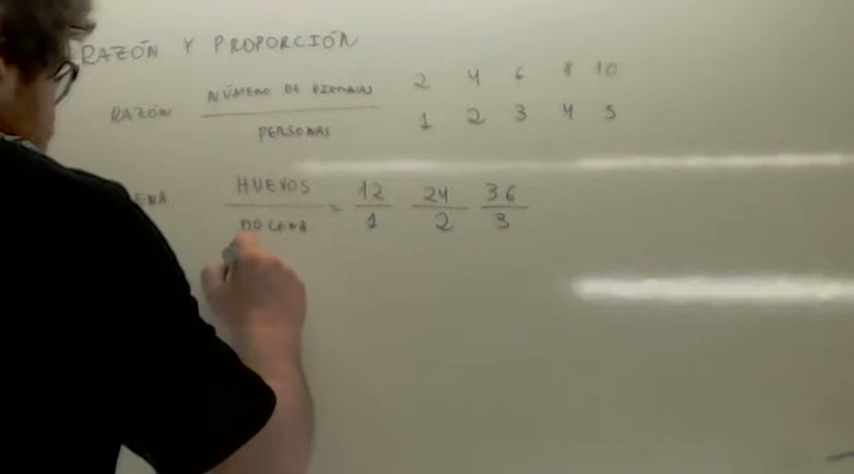 RAZÓN Y PROPORCIÓN
RAZÓN NÚMERO DE PIERNAS 2 4 6 8 10
PERSONAS 1 2 3 4 5
HUEVOS = 12 24 36
DOCENA 1 2 3